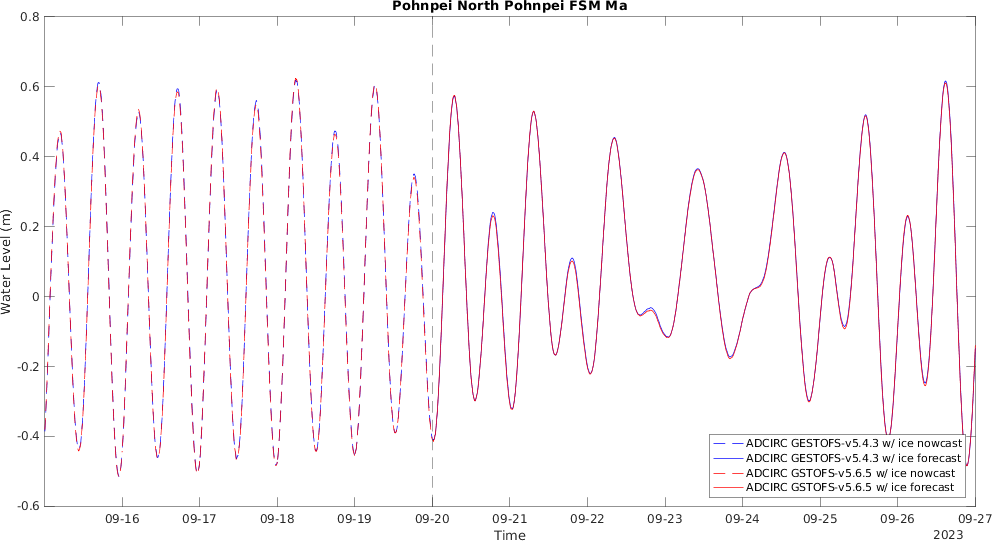 Pohnpei North Pohnpei FSM Ma
0.8
0.6
0.4
0.2
0
-0.2
-0.4
-0.6
Water Level (m)
ADCIRC GESTOFS-v5.4.3 w/ ice nowcast
ADCIRC GESTOFS-v5.4.3 w/ ice forecast
ADCIRC GSTOFS-v5.6.5 w/ ice nowcast
ADCIRC GSTOFS-v5.6.5 w/ ice forecast
09-16 09-17 09-18 09-19 09-20 09-21 09-22 09-23 09-24 09-25 09-26 09-27
Time
2023